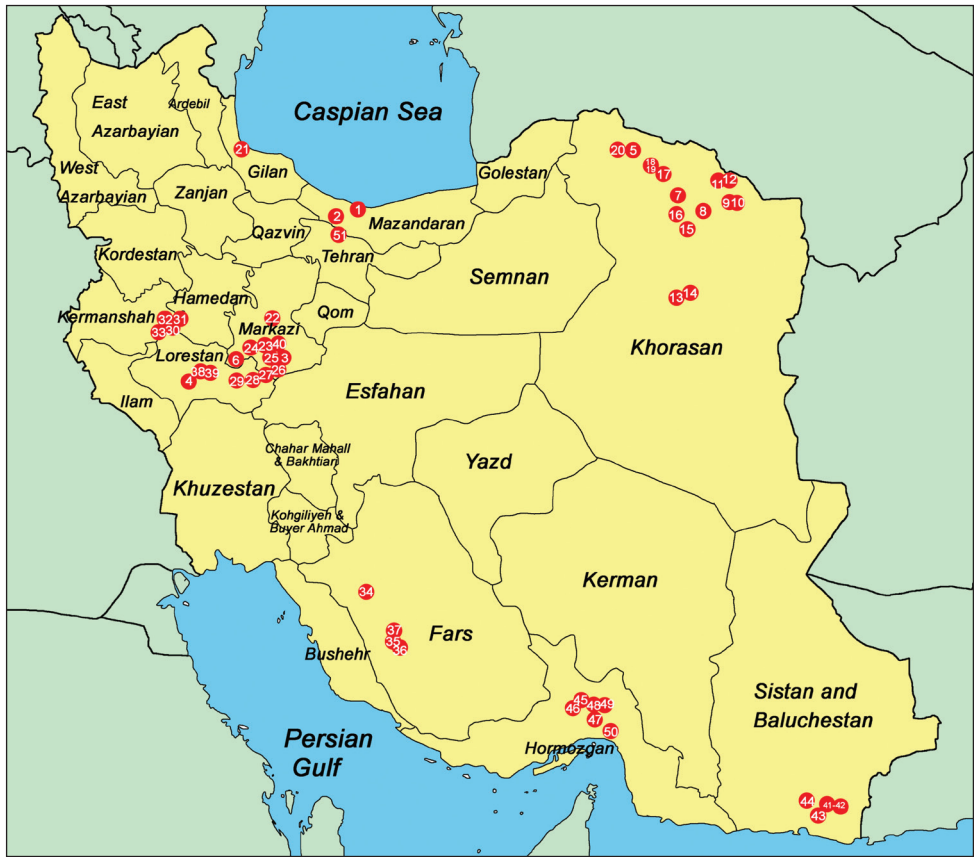 East
Azarbayian
Ardebil
Caspian Sea
West
Azarbayian
21
Gilan
Zanjan
Golestan
20 5
18
19
17
11 12
7
9 10
16
8
15
1
2
Mazandaran
Qazvin
51
Tehran
Kordestan
Semnan
Hamedan
14
13
Qom
Kermanshah
32 31
33 30
22
Markazi
Khorasan
24 23 40
Lorestan
6
25 3
38 39
4
29 28 27 26
Esfahan
Ilam
Chahar Mahall
& Bakhtian
Yazd
Khuzestan
Kohgiliyeh &
Buyer Ahmad
Kerman
34
37
35
36
Fars
Bushehr
Sistan and
Baluchestan
45
46
48 49
47
50
Hormozgan
Persian
Gulf
44
41 -42
43